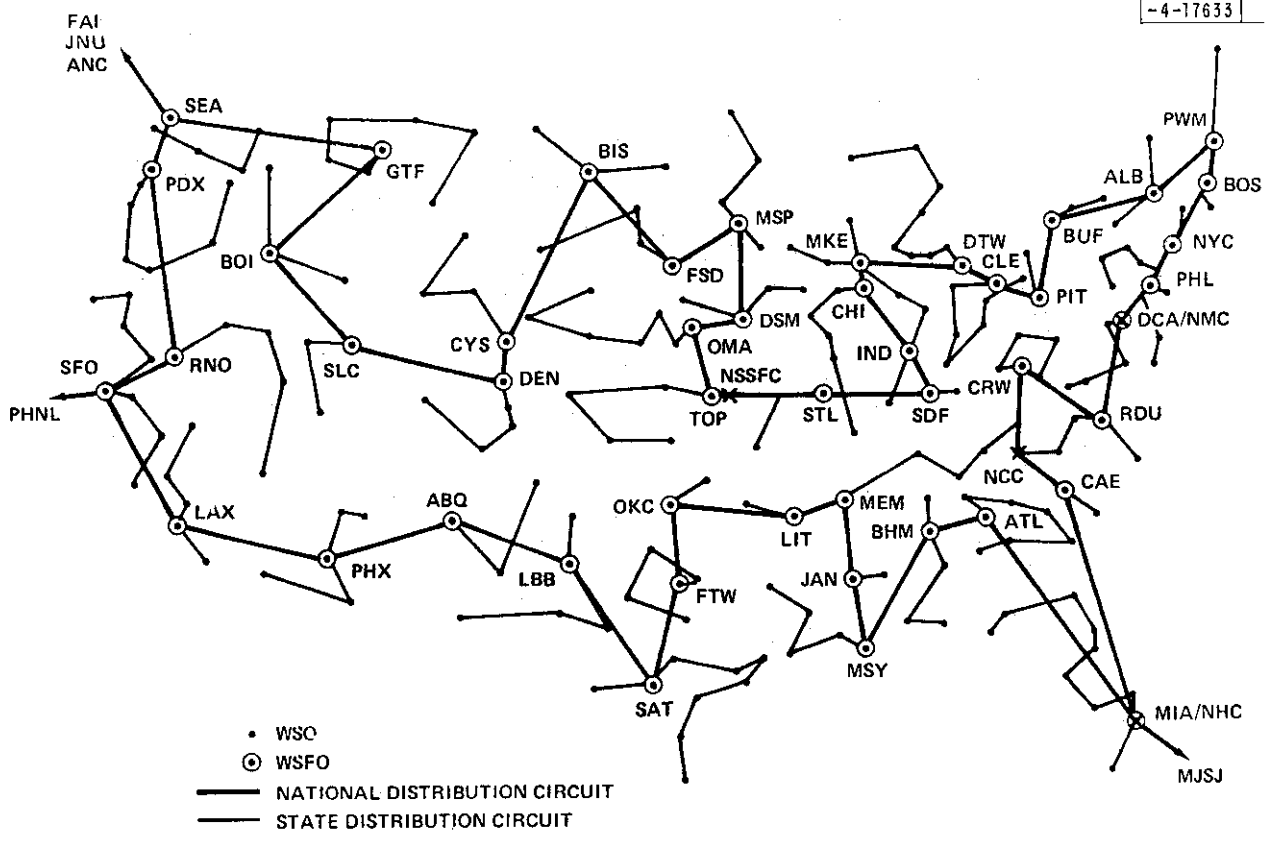 -4-17633
FAI
JNU
ANC
SEA
PWM
GTF
BIS
PDX
ALB
BOS
MSP
BUF
NYC
BOI
MKE
DTW
CLE
FSD
PHL
CHI
PIT
DSM
DCA/NMC
CYS
OMA
IND
SLC
RNO
SFO
DEN
NSSFC
CRW
PHNL
TOP
STL
SDF
RDU
NCC
CAE
ABQ
OKC
MEM
LAX
LIT
BHM
ATL
PHX
LBB
JAN
FTW
MSY
SAT
MIA/NHC
MJSJ
WSO
WSFO
NATIONAL DISTRIBUTION CIRCUIT
STATE DISTRIBUTION CIRCUIT